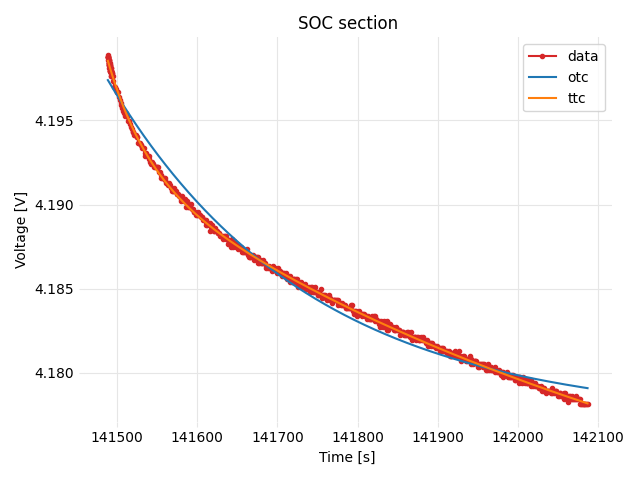 SOC section
data
otc
ttc
4.195
4.190
4.185
4.180
Voltage [V]
141500 141600 141700 141800 141900 142000 142100
Time [s]